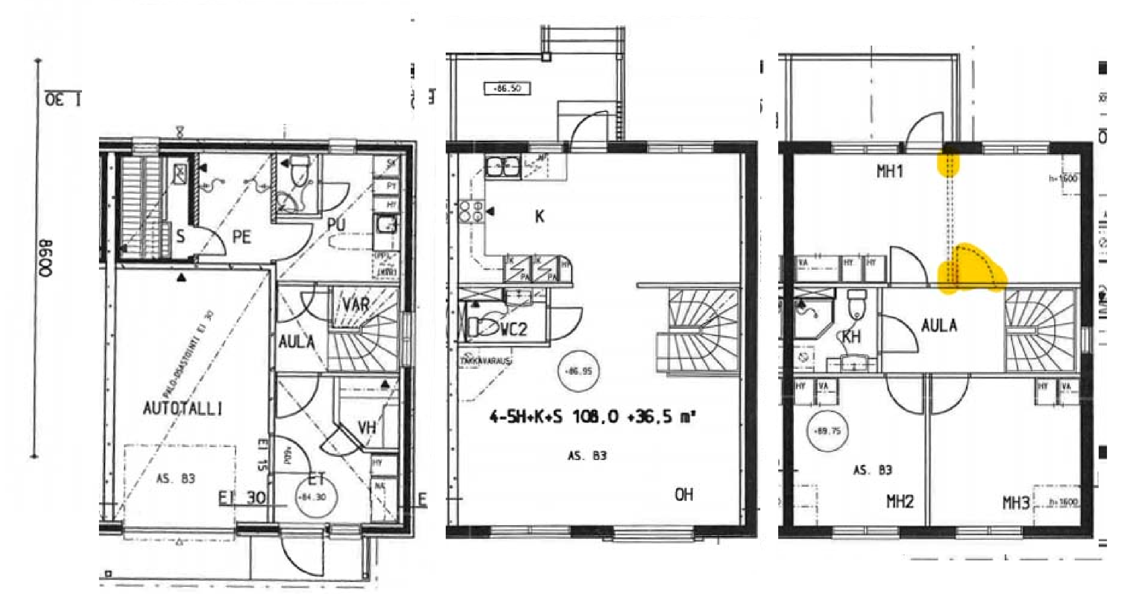 EI 30
8600
S
PE
PU
SK
PY
HY
VAR
AULA
PALO-OSASTOINTI EI 30
AUTOTALLI
VH
EI 15
AS. B3
ET
HY
NA
EI 30
+84.30
E
+86.50
K
JK
PA
JK
PA
WC2
TAKKAVARAUS
+86.95
4-5H+K+S 108,0 +36,5 m²
AS. B3
OH
MH1
h=1600
VA
HY
HY
KH
AULA
HY
VA
HY
VA
+89.75
AS. B3
MH2
MH3
h=1600